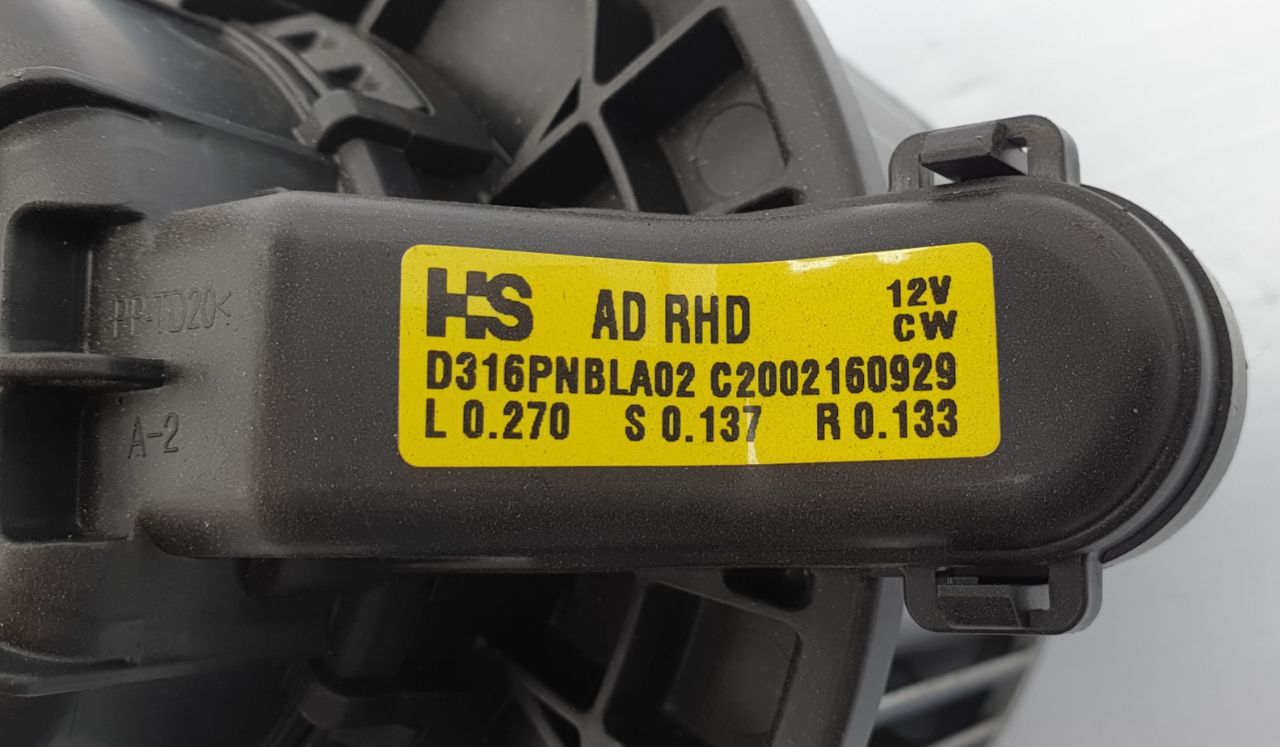 HS AD RHD 12V
CW
D316PNBLA02 C2002160929
L 0.270 S 0.137 R 0.133
PP-TD20<
A-2